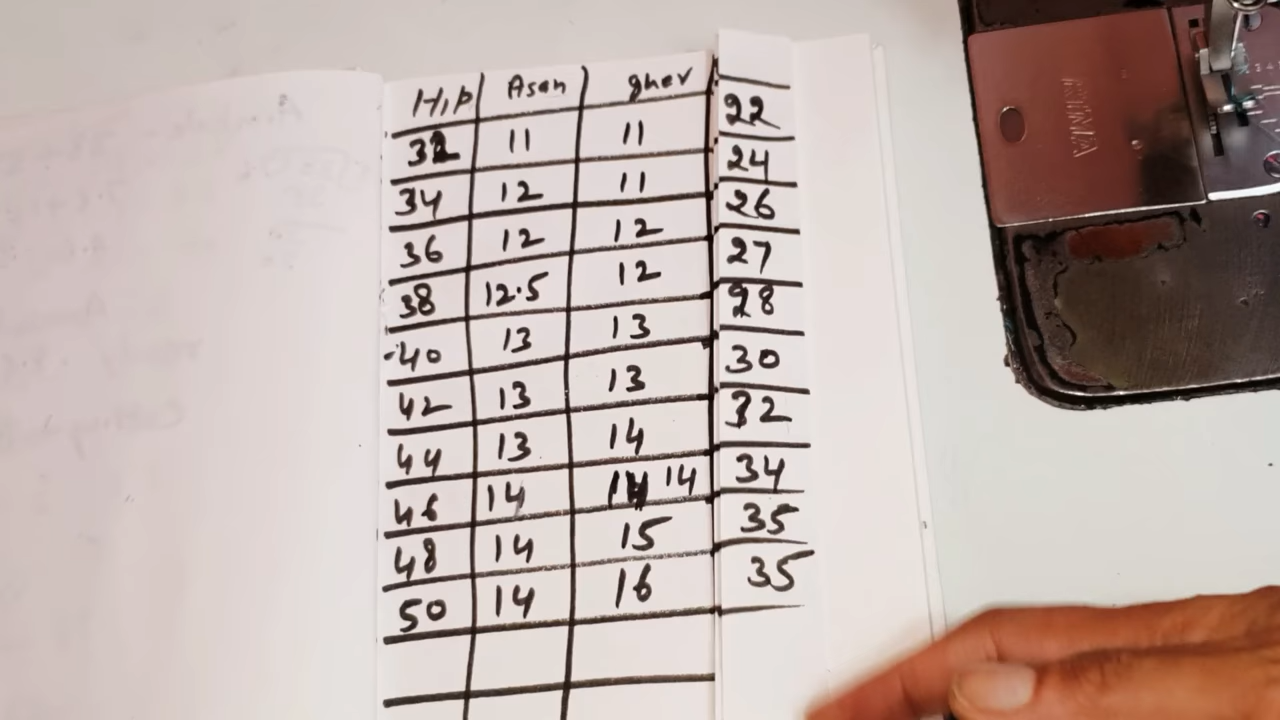 Hip Asan gher
32 11 11 22
34 12 11 24
36 12 12 26
38 12.5 12 27
40 13 13 28
42 13 13 30
44 13 14 32
46 14 14 34
48 14 15 35
50 14 16 35